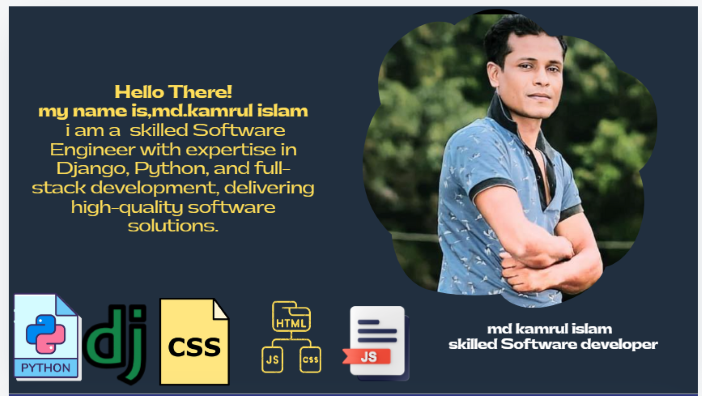 Hello There!
my name is,md.kamrul islam
i am a skilled Software
Engineer with expertise in
Django, Python, and full-
stack development, delivering
high-quality software
solutions.
PYTHON
dj
CSS
HTML
JS
CSS
JS
md kamrul islam
skilled Software developer